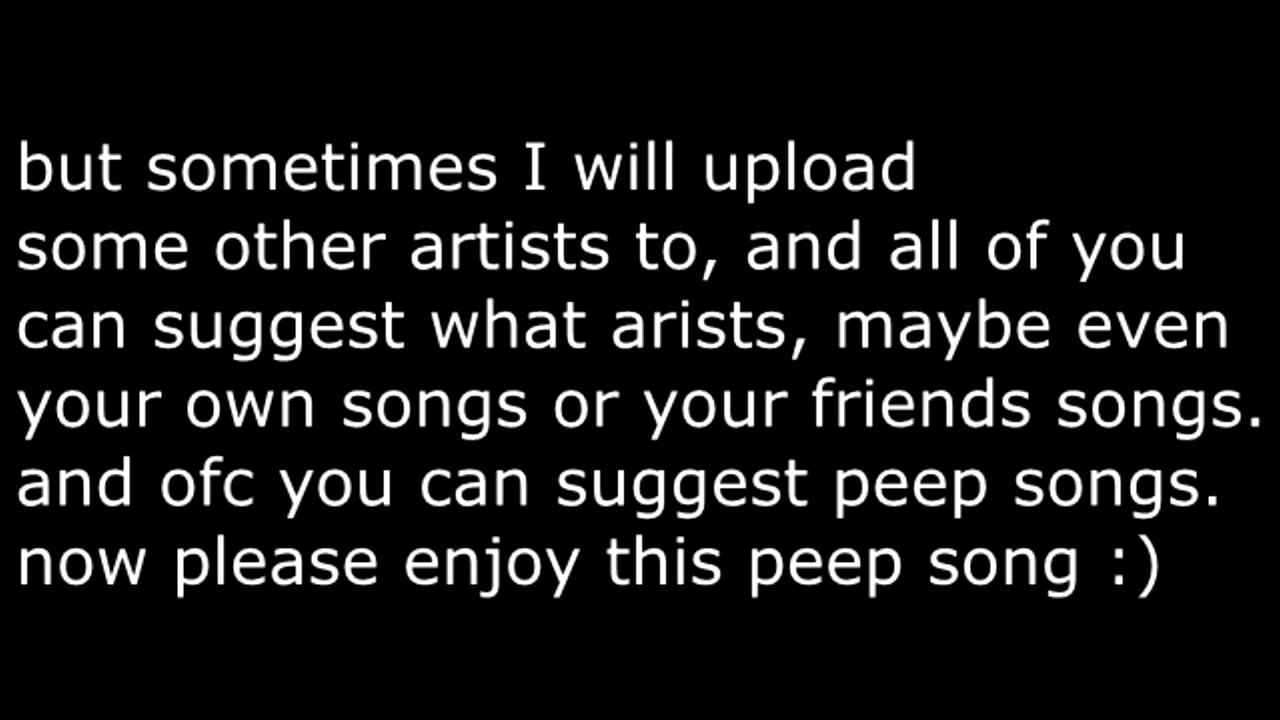 but sometimes I will upload
some other artists to, and all of you
can suggest what arists, maybe even
your own songs or your friends songs.
and ofc you can suggest peep songs.
now please enjoy this peep song :)